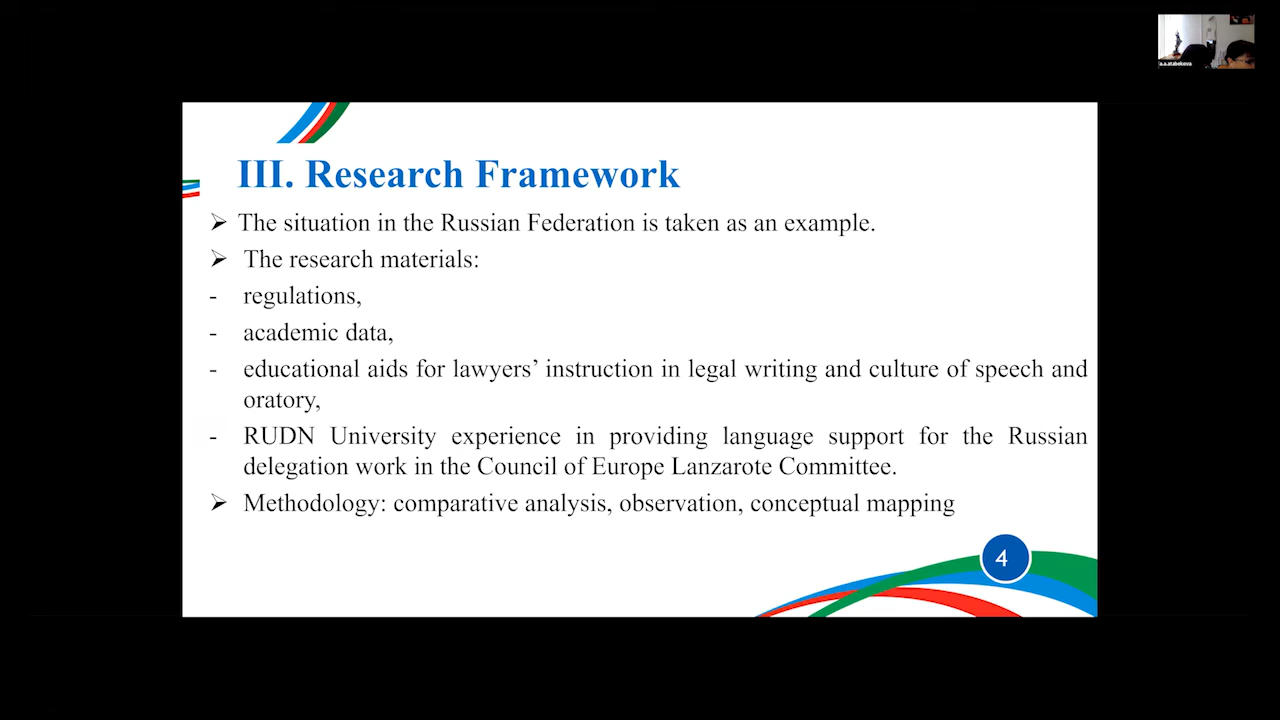 a.a.atabekova
III. Research Framework
➢ The situation in the Russian Federation is taken as an example.
➢ The research materials:
- regulations,
- academic data,
- educational aids for lawyers’ instruction in legal writing and culture of speech and
oratory,
- RUDN University experience in providing language support for the Russian
delegation work in the Council of Europe Lanzarote Committee.
➢ Methodology: comparative analysis, observation, conceptual mapping
4